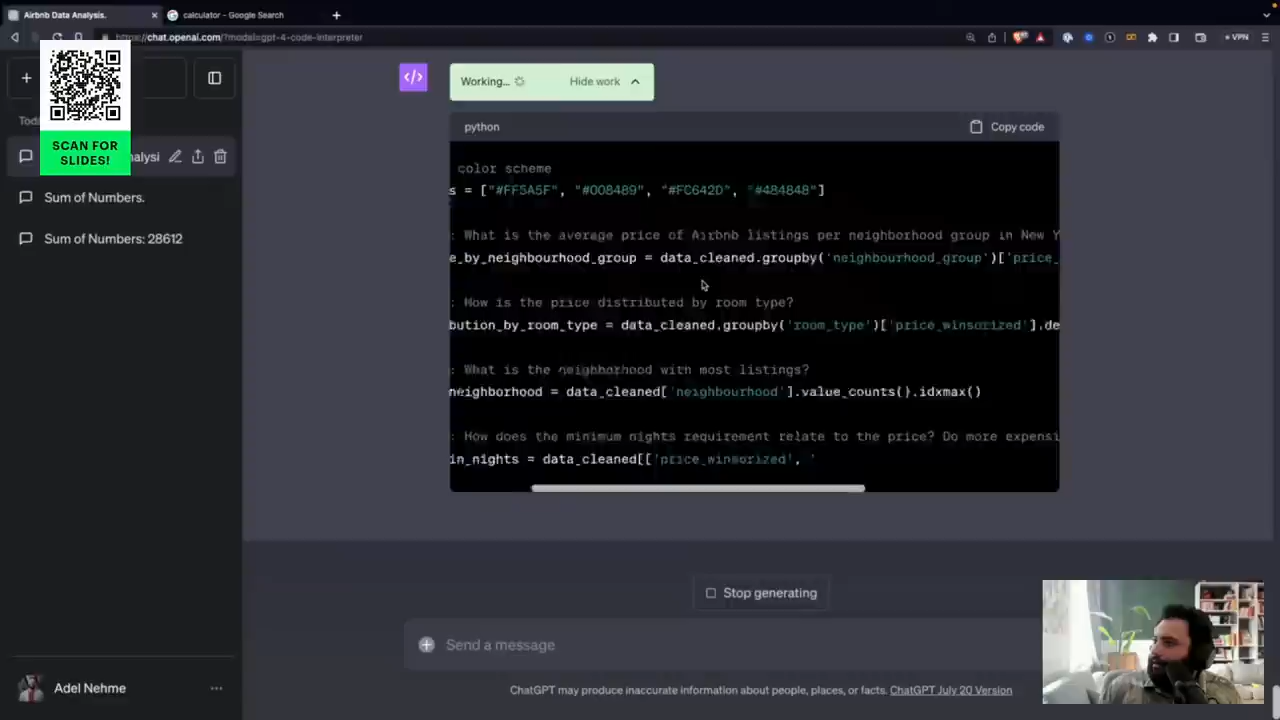 Airbnb Data Analysis.
calculator - Google Search
https://chat.openai.com/?model=gpt-4-code-interpreter
VPN
SCAN FOR
SLIDES!
nalysi
Sum of Numbers.
Sum of Numbers: 28612
Adel Nehme
Working...
Hide work
python
Copy code
color scheme
s = ["#FF5A5F", "#008489", "#FC642D", "#484848"]
: What is the average price of Airbnb listings per neighborhood group in New Y
e_by_neighbourhood_group = data_cleaned.groupby('neighbourhood_group')['price_
: How is the price distributed by room type?
bution_by_room_type = data_cleaned.groupby('room_type')['price_winsorized'].de
: What is the neighborhood with most listings?
neighborhood = data_cleaned['neighbourhood'].value_counts().idxmax()
: How does the minimum nights requirement relate to the price? Do more expensi
in_nights = data_cleaned[['price_winsorized', '
Stop generating
Send a message
ChatGPT may produce inaccurate information about people, places, or facts. ChatGPT July 20 Version